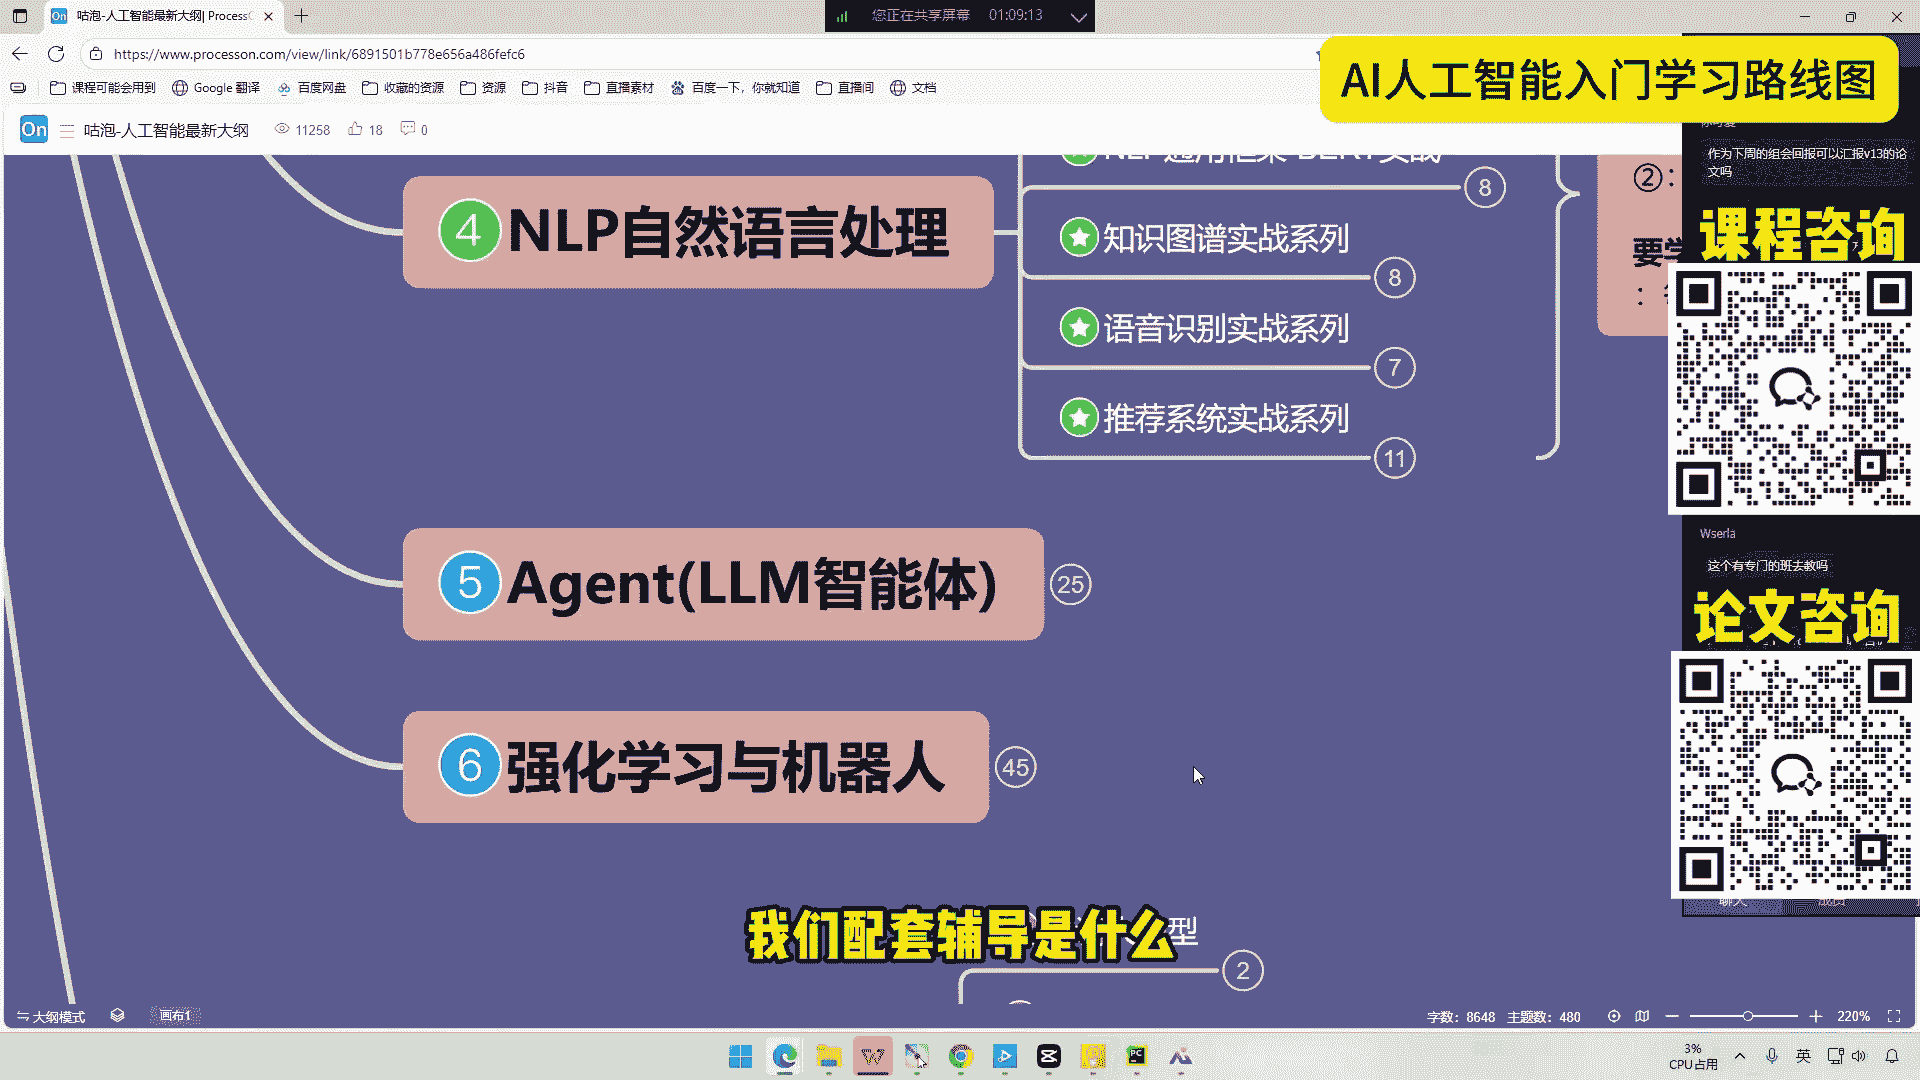 咕泡-人工智能最新大纲| ProcessO
您正在共享屏幕 01:09:13
https://www.processon.com/view/link/6891501b778e656a486fefc6
课程可能会用到 Google 翻译 百度网盘 收藏的资源 资源 抖音 直播素材 百度一下，你就知道 直播间 文档
AI人工智能入门学习路线图
On 咕泡-人工智能最新大纲 11258 18 0
作为下周的组会回报可以汇报v13的论文吗
8
②：
4 NLP自然语言处理
课程咨询
知识图谱实战系列
8
语音识别实战系列
7
推荐系统实战系列
11
Wserla
这个有专门的班去教吗
5 Agent(LLM智能体)
25
论文咨询
6 强化学习与机器人
45
我们配套辅导是什么
型
2
大纲模式 画布1
字数：8648 主题数：480 220%
3%
CPU占用
英